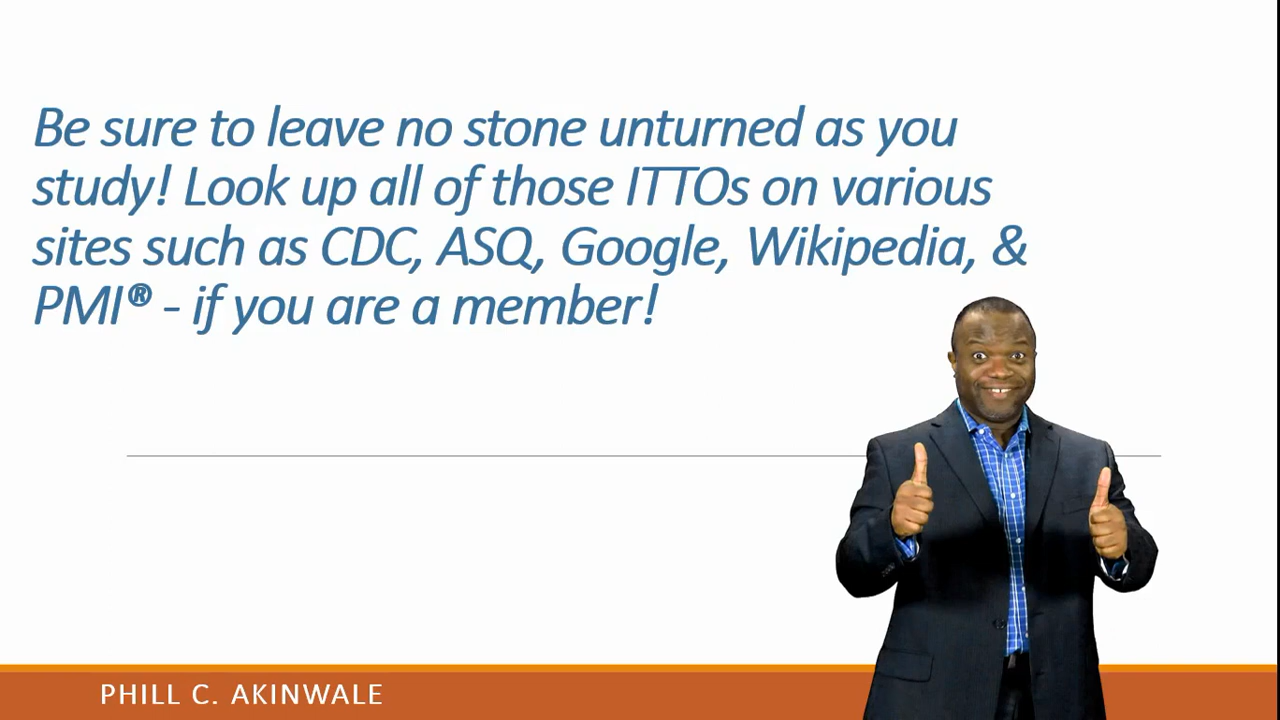 Be sure to leave no stone unturned as you
study! Look up all of those ITTOs on various
sites such as CDC, ASQ, Google, Wikipedia, &
PMI® - if you are a member!
PHILL C. AKINWALE